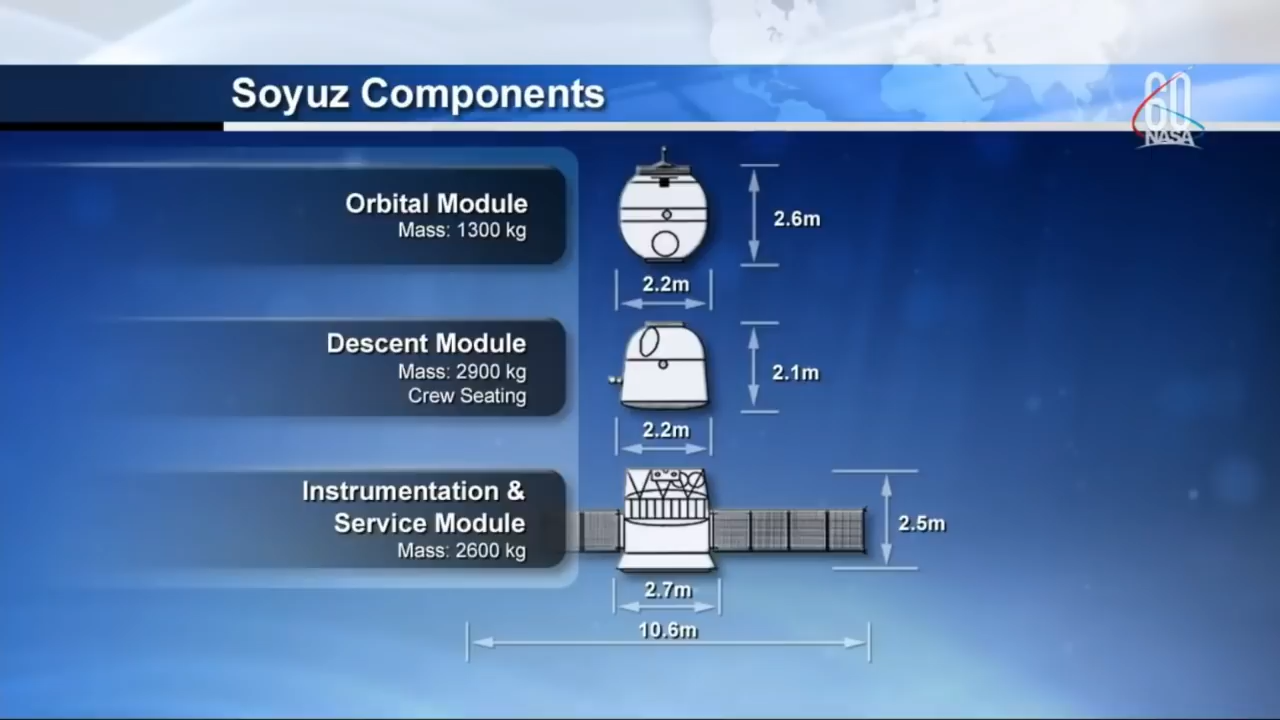 Soyuz Components
60
NASA
Orbital Module
Mass: 1300 kg
2.6m
2.2m
Descent Module
Mass: 2900 kg
Crew Seating
2.1m
2.2m
Instrumentation &
Service Module
Mass: 2600 kg
2.5m
2.7m
10.6m